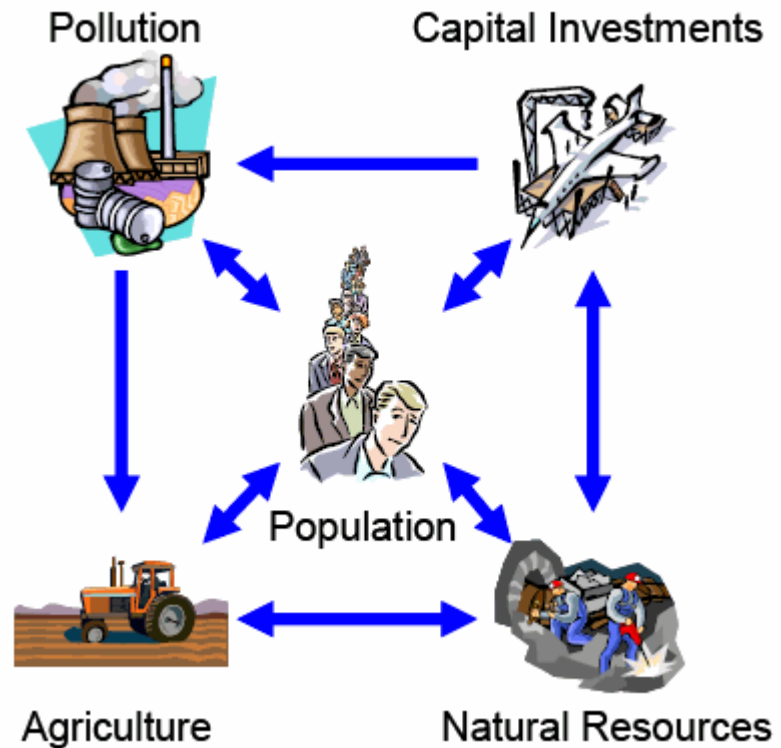 Pollution
Capital Investments
Population
Agriculture
Natural Resources